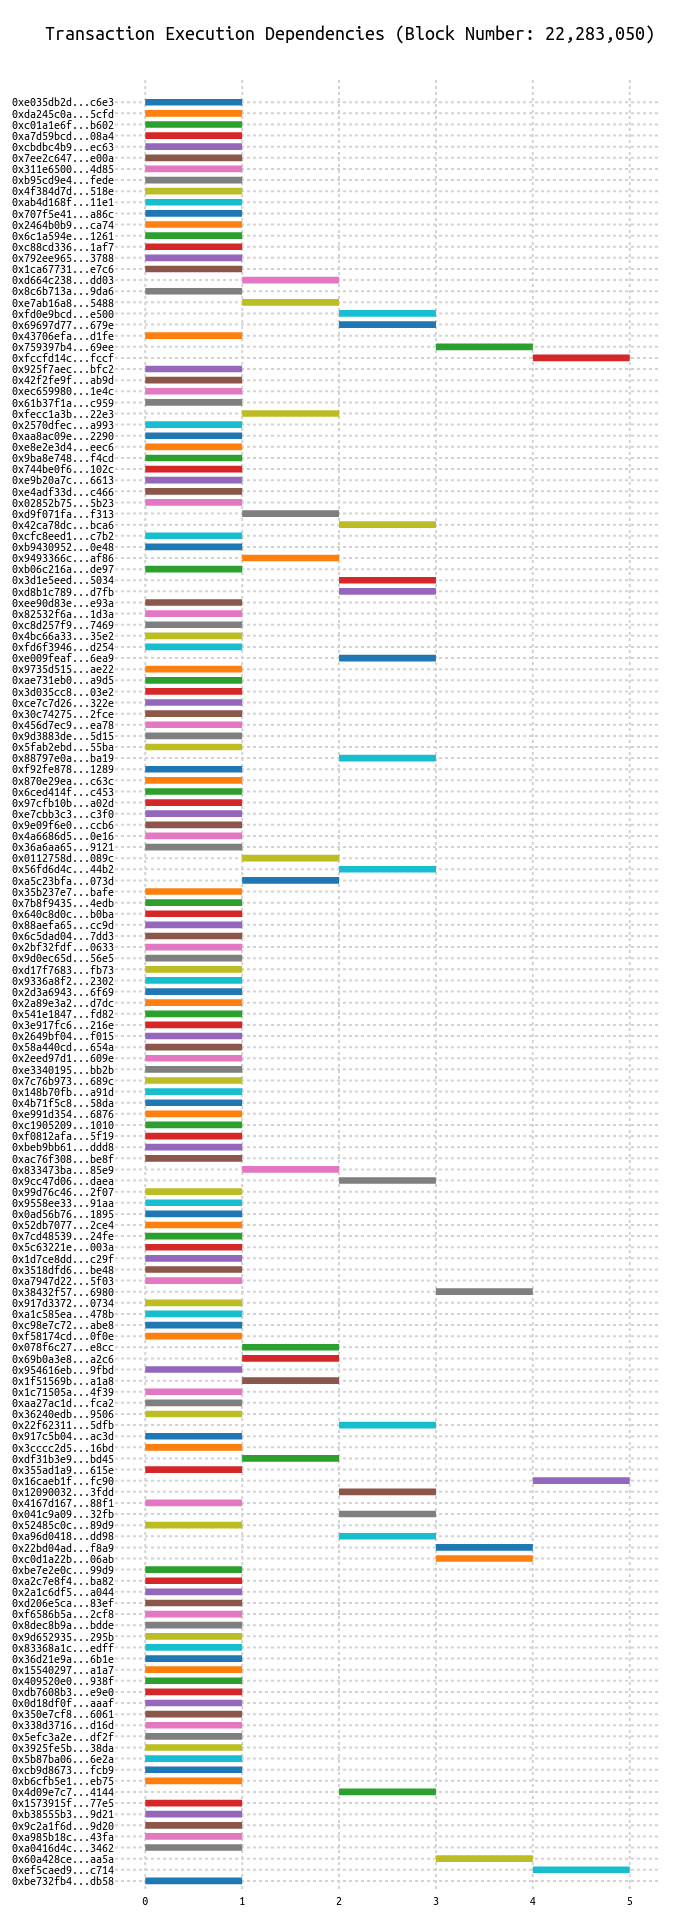 Transaction Execution Dependencies (Block Number: 22,283,050)
0xe035db2d...c6e3
0xda245c0a...5cfd
0xc01a1e6f...b602
0xa7d59bcd...08a4
0xcbdbc4b9...ec63
0x7ee2c647...e00a
0x311e6500...4d85
0xb95cd9e4...fede
0x4f384d7d...518e
0xab4d168f...11e1
0x707f5e41...a86c
0x2464b0b9...ca74
0x6c1a594e...1261
0xc88cd336...1af7
0x792ee965...3788
0x1ca67731...e7c6
0xd664c238...dd03
0x8c6b713a...9da6
0xe7ab16a8...5488
0xfd0e9bcd...e500
0x69697d77...679e
0x43706efa...d1fe
0x759397b4...69ee
0xfccfd14c...fccf
0x925f7aec...bfc2
0x42f2fe9f...ab9d
0xec659980...1e4c
0x61b37f1a...c959
0xfecc1a3b...22e3
0x2570dfec...a993
0xaa8ac09e...2290
0xe8e2e3d4...eec6
0x9ba8e748...f4cd
0x744be0f6...102c
0xe9b20a7c...6613
0xe4adf33d...c466
0x02852b75...5b23
0xd9f071fa...f313
0x42ca78dc...bca6
0xcfc8eed1...c7b2
0xb9430952...0e48
0x9493366c...af86
0xb06c216a...de97
0x3d1e5eed...5034
0xd8b1c789...d7fb
0xee90d83e...e93a
0x82532f6a...1d3a
0xc8d257f9...7469
0x4bc66a33...35e2
0xfd6f3946...d254
0xe009feaf...6ea9
0x9735d515...ae22
0xae731eb0...a9d5
0x3d035cc8...03e2
0xce7c7d26...322e
0x30c74275...2fce
0x456d7ec9...ea78
0x9d3883de...5d15
0x5fab2ebd...55ba
0x88797e0a...ba19
0xf92fe878...1289
0x870e29ea...c63c
0x6ced414f...c453
0x97cfb10b...a02d
0xe7cbb3c3...c3f0
0x9e09f6e0...ccb6
0x4a6686d5...0e16
0x36a6aa65...9121
0x0112758d...089c
0x56fd6d4c...44b2
0xa5c23bfa...073d
0x35b237e7...bafe
0x7b8f9435...4edb
0x640c8d0c...b0ba
0x88aefa65...cc9d
0x6c5dad04...7dd3
0x2bf32fdf...0633
0x9d0ec65d...56e5
0xd17f7683...fb73
0x9336a8f2...2302
0x2d3a6943...6f69
0x2a89e3a2...d7dc
0x541e1847...fd82
0x3e917fc6...216e
0x2649bf04...f015
0x58a440cd...654a
0x2eed97d1...609e
0xe3340195...bb2b
0x7c76b973...689c
0x148b70fb...a91d
0x4b71f5c8...58da
0xe991d354...6876
0xc1905209...1010
0xf0812afa...5f19
0xbeb9bb61...ddd8
0xac76f308...be8f
0x833473ba...85e9
0x9cc47d06...daea
0x99d76c46...2f07
0x9558ee33...91aa
0x0ad56b76...1895
0x52db7077...2ce4
0x7cd48539...24fe
0x5c63221e...003a
0x1d7ce8dd...c29f
0x3518dfd6...be48
0xa7947d22...5f03
0x38432f57...6980
0x917d3372...0734
0xa1c585ea...478b
0xc98e7c72...abe8
0xf58174cd...0f0e
0x078f6c27...e8cc
0x69b0a3e8...a2c6
0x954616eb...9fbd
0x1f51569b...a1a8
0x1c71505a...4f39
0xaa27ac1d...fca2
0x36240edb...9506
0x22f62311...5dfb
0x917c5b04...ac3d
0x3cccc2d5...16bd
0xdf31b3e9...bd45
0x355ad1a9...615e
0x16caeb1f...fc90
0x12090032...3fdd
0x4167d167...88f1
0x041c9a09...32fb
0x52485c0c...89d9
0xa96d0418...dd98
0x22bd04ad...f8a9
0xc0d1a22b...06ab
0xbe7e2e0c...99d9
0xa2c7e8f4...ba82
0x2a1c6df5...a044
0xd206e5ca...83ef
0xf6586b5a...2cf8
0x8dec8b9a...bdde
0x9d652935...295b
0x83368a1c...edff
0x36d21e9a...6b1e
0x15540297...a1a7
0x409520e0...938f
0xdb7608b3...e9e0
0x0d18df0f...aaaf
0x350e7cf8...6061
0x338d3716...d16d
0x5efc3a2e...df2f
0x3925fe5b...38da
0x5b87ba06...6e2a
0xcb9d8673...fcb9
0xb6cfb5e1...eb75
0x4d09e7c7...4144
0x1573915f...77e5
0xb38555b3...9d21
0x9c2a1f6d...9d20
0xa985b18c...43fa
0xa0416d4c...3462
0x60a428ce...aa5a
0xef5caed9...c714
0xbe732fb4...db58
0 1 2 3 4 5